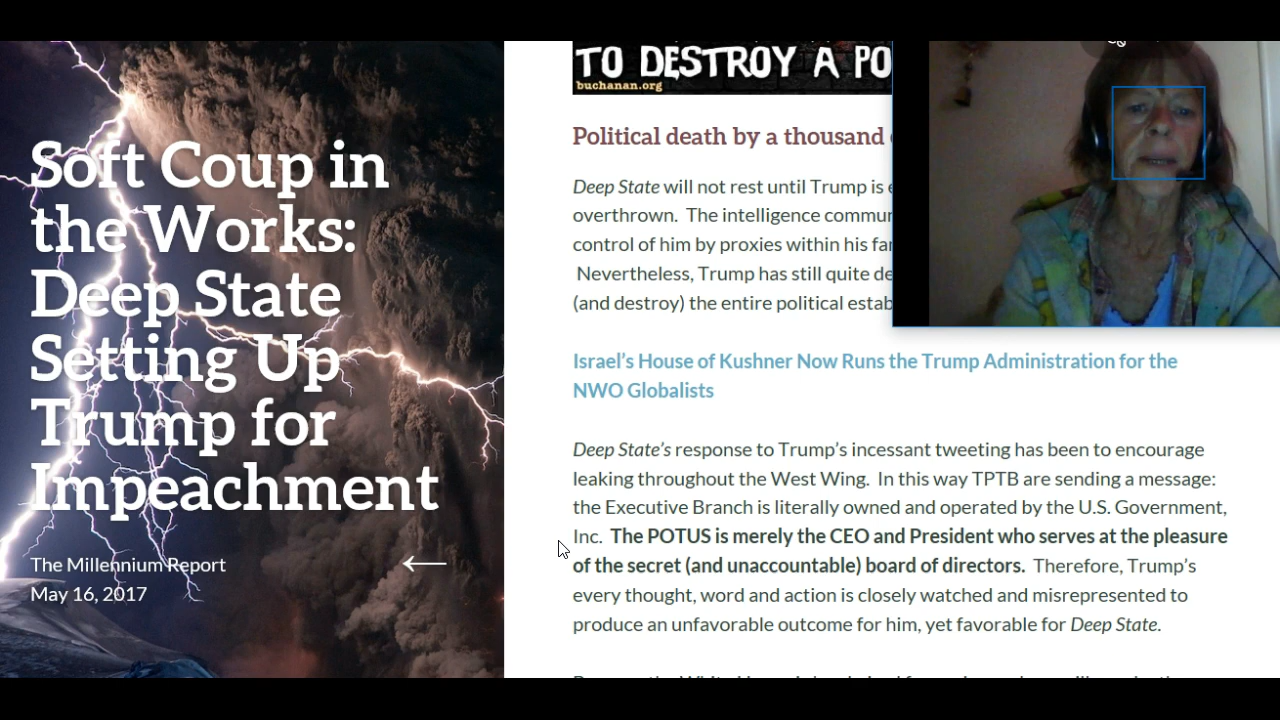 Soft Coup in
the Works:
Deep State
Setting Up
Trump for
Impeachment
The Millennium Report
May 16, 2017
TO DESTROY A PO
buchanan.org
Political death by a thousand
Deep State will not rest until Trump is
overthrown.  The intelligence
control of him by proxies within his
Nevertheless, Trump has still quite
(and destroy) the entire political
Israel’s House of Kushner Now Runs the Trump Administration for the
NWO Globalists
Deep State’s response to Trump’s incessant tweeting has been to encourage
leaking throughout the West Wing.  In this way TPTB are sending a message:
the Executive Branch is literally owned and operated by the U.S. Government,
Inc.  The POTUS is merely the CEO and President who serves at the pleasure
of the secret (and unaccountable) board of directors.  Therefore, Trump’s
every thought, word and action is closely watched and misrepresented to
produce an unfavorable outcome for him, yet favorable for Deep State.